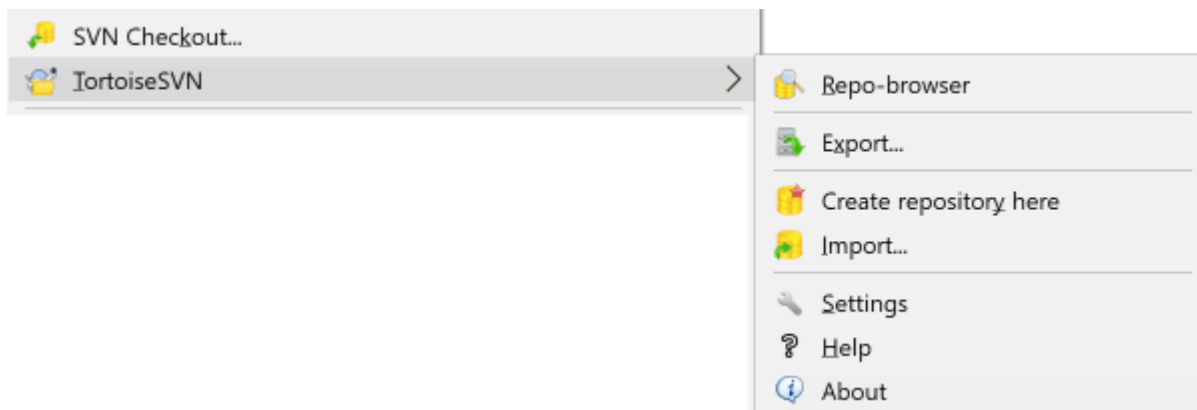 SVN Checkout...
TortoiseSVN
Repo-browser
Export...
Create repository here
Import...
Settings
Help
About